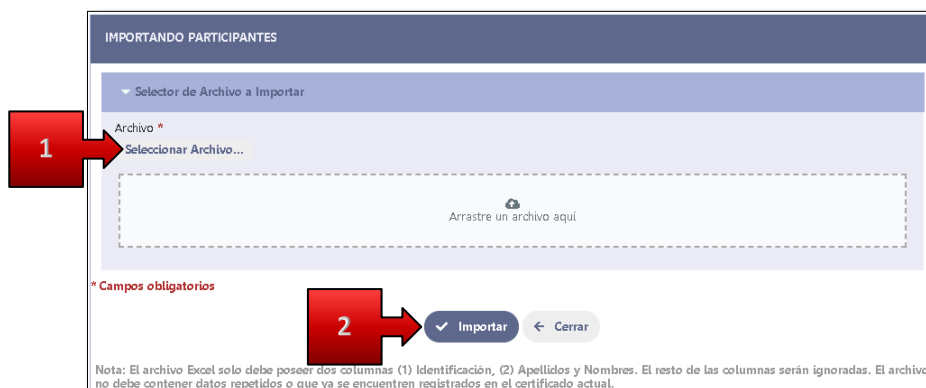 IMPORTANDO PARTICIPANTES
Selector de Archivo a Importar
Archivo *
1
Seleccionar Archivo...
Arrastre un archivo aquí
* Campos obligatorios
2
Importar
Cerrar
Nota: El archivo Excel solo debe poseer dos columnas (1) Identificación, (2) Apellidos y Nombres. El resto de las columnas serán ignoradas. El archivo
no debe contener datos repetidos o que ya se encuentren registrados en el certificado actual.